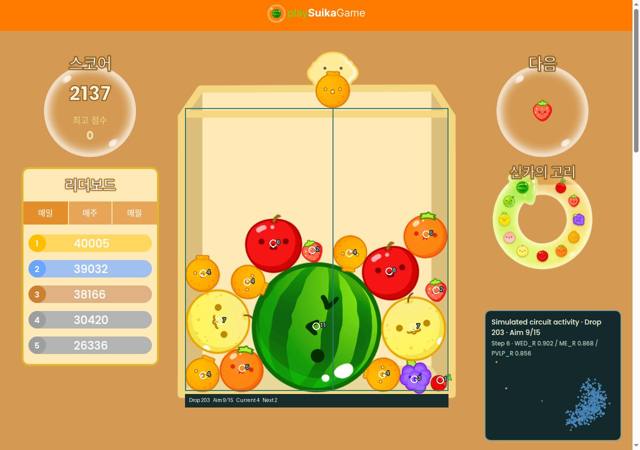 playSuikaGame
스코어
2137
최고 점수
0
다음
리더보드
매일 매주 매월
1 40005
2 39032
3 38166
4 30420
5 26336
신카의 고리
Simulated circuit activity · Drop
203 · Aim 9/15
Step 6 · WED_R 0.902 / ME_R 0.868 /
PVLP_R 0.856
Drop 203 Aim 9/15 Current 4 Next 2